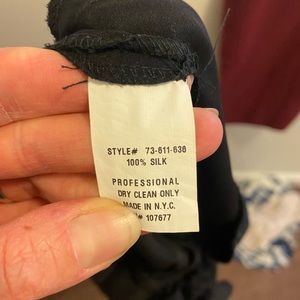 STYLE# 73-611-636
100% SILK
PROFESSIONAL
DRY CLEAN ONLY
MADE IN N.Y.C.
# 107677